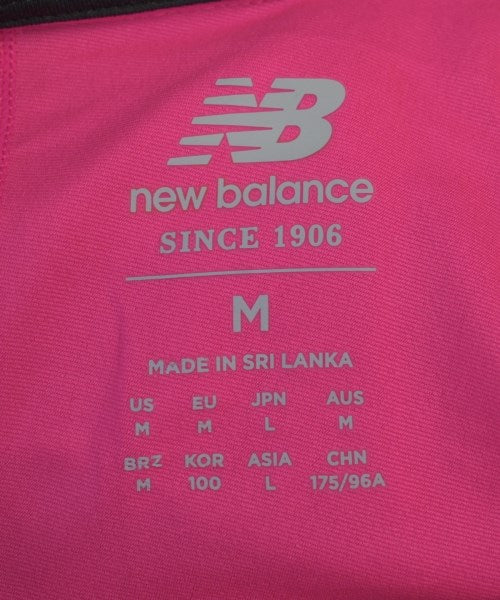 NB
new balance
SINCE 1906
M
MADE IN SRI LANKA
US EU JPN AUS
M M L M
BRZ KOR ASIA CHN
M 100 L 175/96A